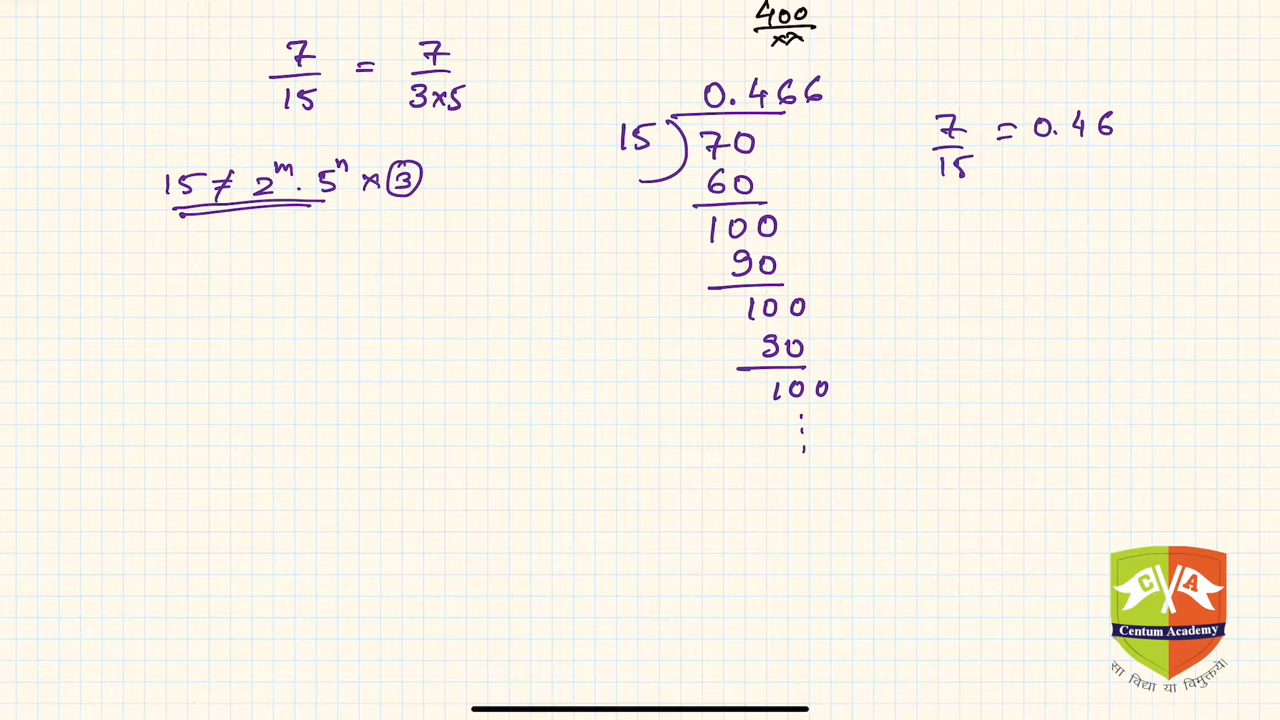 400
7/15 = 7/3×5
15 ≠ 2^m · 5^n × 3
0.466
15)70
60
100
90
100
90
100
⋮
7/15 = 0.46
C A
Centum Academy
सा विद्या या विमुक्तये